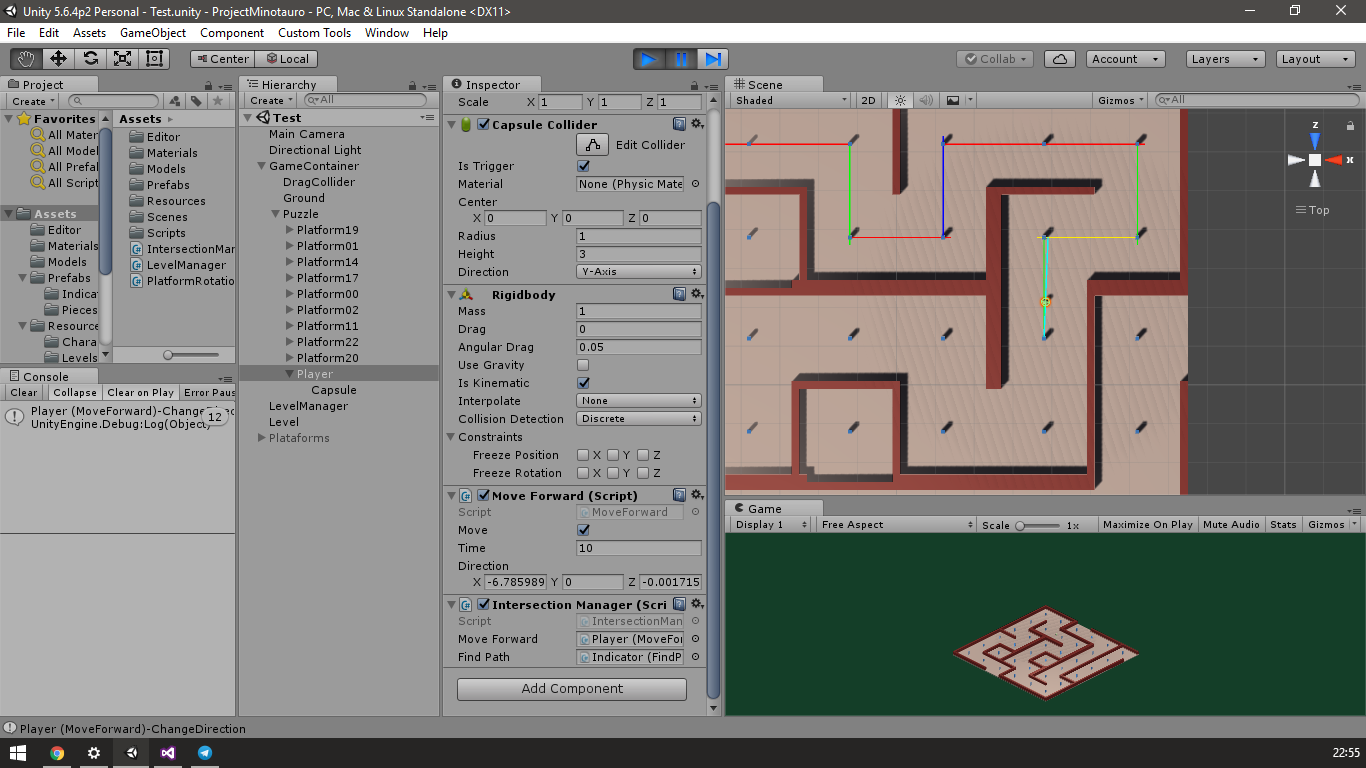 Unity 5.6.4p2 Personal - Test.unity - ProjectMinotauro - PC, Mac & Linux Standalone <DX11>
File Edit Assets GameObject Component Custom Tools Window Help
Center Local
Collab Account Layers Layout
Project
Create
Favorites
All Mater
All Model
All Prefal
All Script
Assets
Editor
Materials
Models
Prefabs
Indicat
Pieces
Resource
Chara
Levels
Assets
Editor
Materials
Models
Prefabs
Resources
Scenes
Scripts
IntersectionMar
LevelManager
PlatformRotatio
Console
Clear Collapse Clear on Play Error Paus
Player (MoveForward)-ChangeDirec
UnityEngine.Debug:Log(Object)
12
Hierarchy
Create All
Test
Main Camera
Directional Light
GameContainer
DragCollider
Ground
Puzzle
Platform19
Platform01
Platform14
Platform17
Platform00
Platform02
Platform11
Platform22
Platform20
Player
Capsule
LevelManager
Level
Plataforms
Inspector
Scale X 1 Y 1 Z 1
Capsule Collider
Edit Collider
Is Trigger
Material None (Physic Mate
Center
X 0 Y 0 Z 0
Radius 1
Height 3
Direction Y-Axis
Rigidbody
Mass 1
Drag 0
Angular Drag 0.05
Use Gravity
Is Kinematic
Interpolate None
Collision Detection Discrete
Constraints
Freeze Position X Y Z
Freeze Rotation X Y Z
Move Forward (Script)
Script MoveForward
Move
Time 10
Direction
X -6.785989 Y 0 Z -0.001715
Intersection Manager (Scri
Script IntersectionMan
Move Forward Player (MoveFor
Find Path Indicator (FindP
Add Component
Scene
Shaded 2D Gizmos All
z
x
Top
Game
Display 1 Free Aspect Scale 1x Maximize On Play Mute Audio Stats Gizmos
Player (MoveForward)-ChangeDirection
22:55